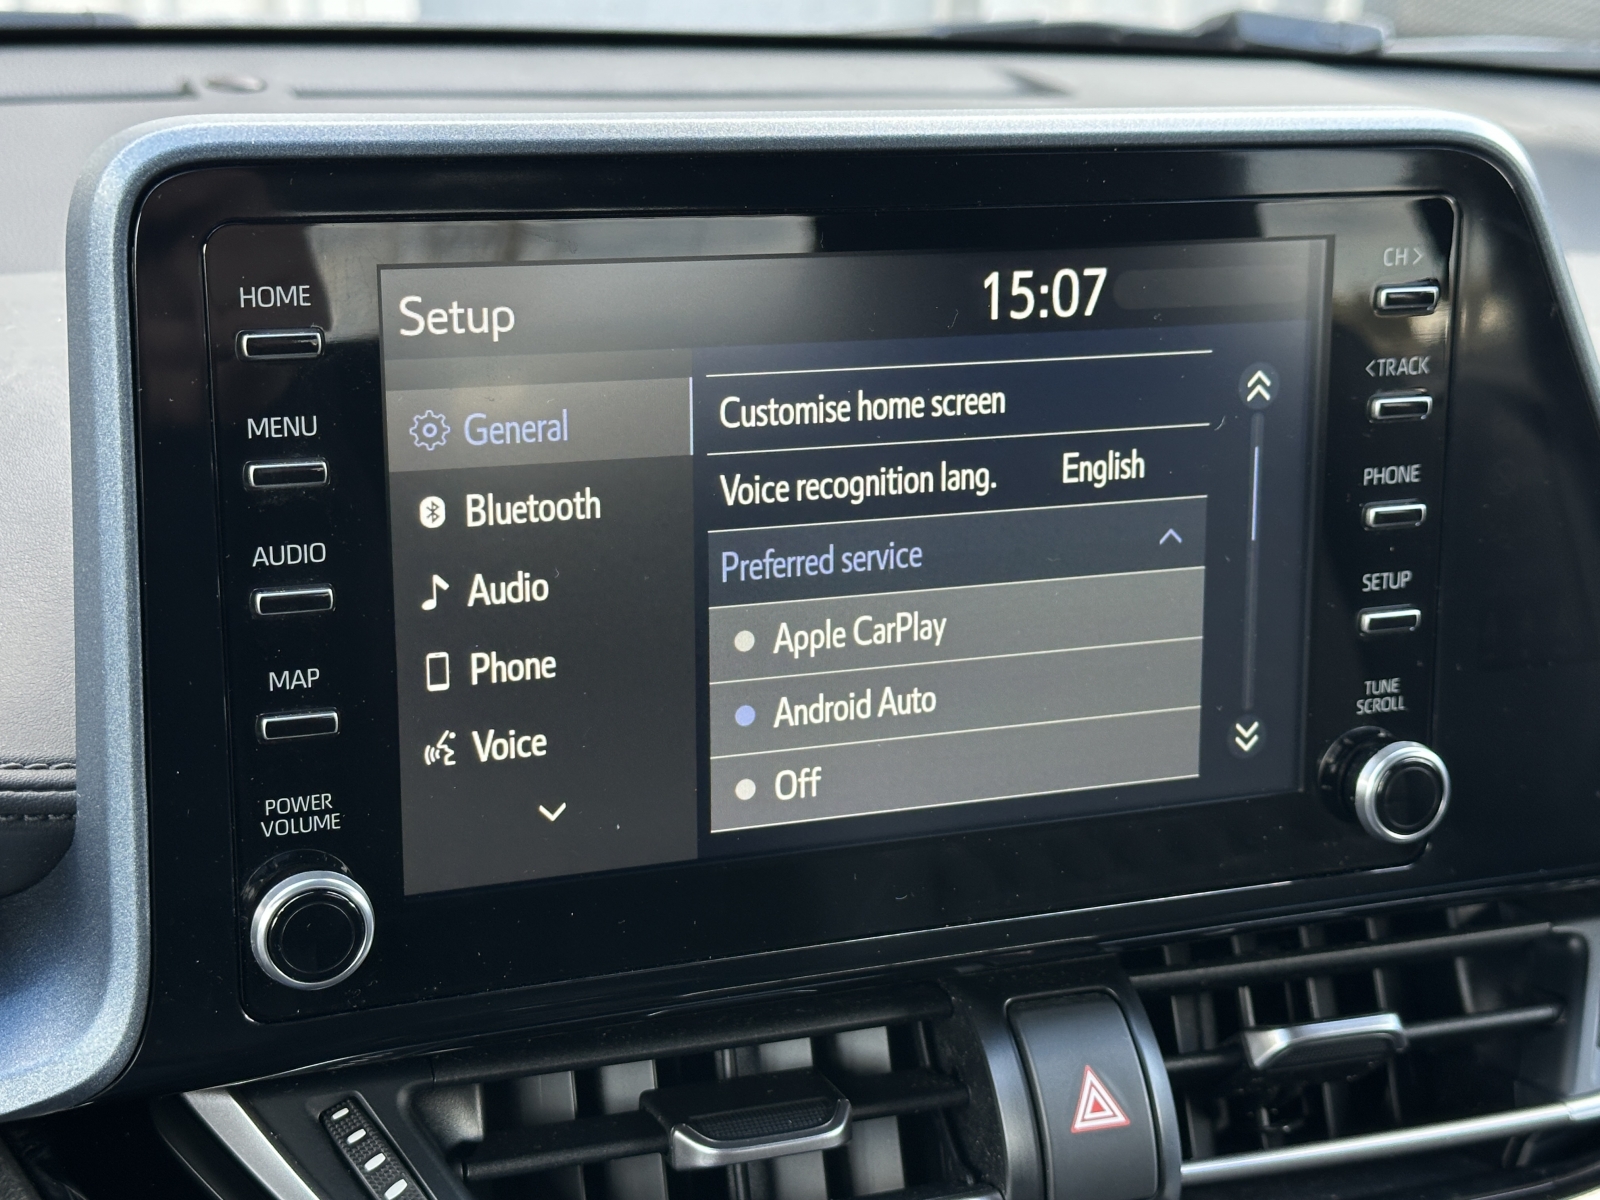 HOME
MENU
AUDIO
MAP
POWER
VOLUME
Setup
15:07
General
Bluetooth
Audio
Phone
Voice
Customise home screen
Voice recognition lang. English
Preferred service
Apple CarPlay
Android Auto
Off
CH >
<TRACK
PHONE
SETUP
TUNE
SCROLL